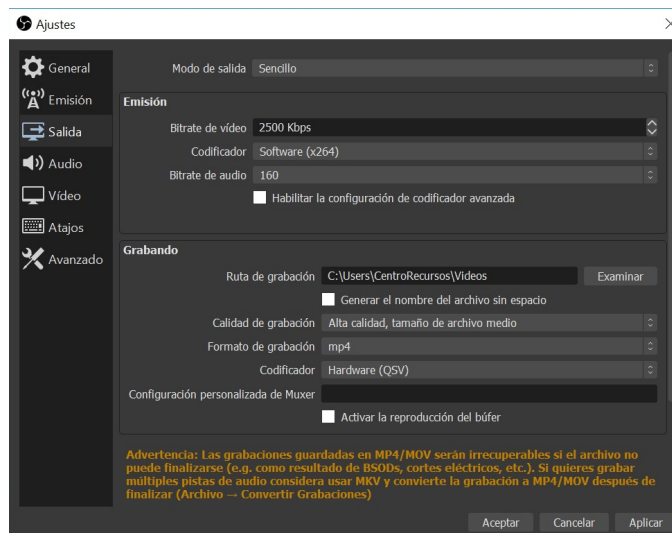 Ajustes
General
Emisión
Salida
Audio
Vídeo
Atajos
Avanzado
Modo de salida Sencillo
Emisión
Bitrate de vídeo 2500 Kbps
Codificador Software (x264)
Bitrate de audio 160
Habilitar la configuración de codificador avanzada
Grabando
Ruta de grabación C:\Users\CentroRecursos\Videos Examinar
Generar el nombre del archivo sin espacio
Calidad de grabación Alta calidad, tamaño de archivo medio
Formato de grabación mp4
Codificador Hardware (QSV)
Configuración personalizada de Muxer
Activar la reproducción del búfer
Advertencia: Las grabaciones guardadas en MP4/MOV serán irrecuperables si el archivo no
puede finalizarse (e.g. como resultado de BSODs, cortes eléctricos, etc.). Si quieres grabar
múltiples pistas de audio considera usar MKV y convierte la grabación a MP4/MOV después de
finalizar (Archivo → Convertir Grabaciones)
Aceptar Cancelar Aplicar